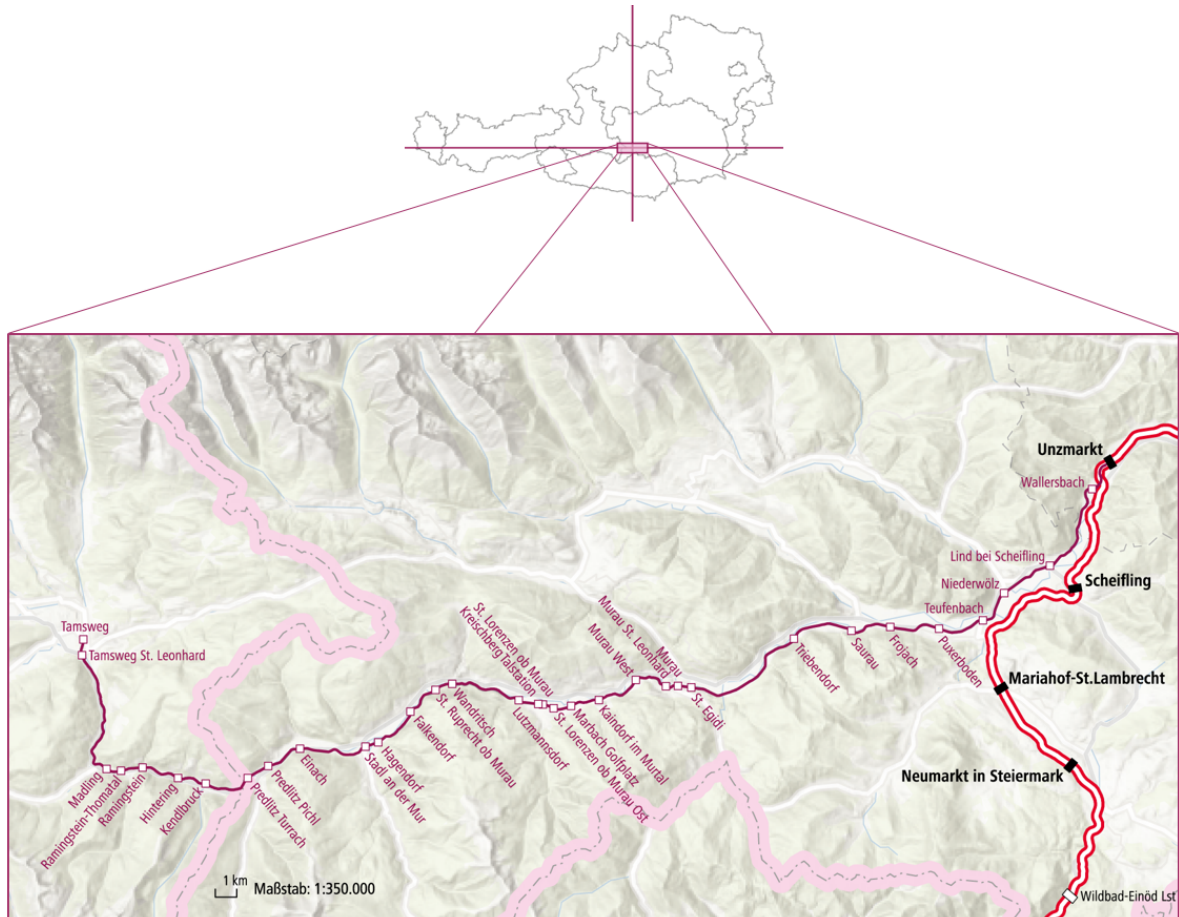 Unzmarkt
Wallersbach
Lind bei Scheifling
Scheifling
Niederwölz
Teufenbach
Puxerboden
Frojach
Saurau
Triebendorf
Mariahof-St.Lambrecht
Neumarkt in Steiermark
Wildbad-Einöd Lst
St. Egidi
Murau
Murau St. Leonhard
Murau West
Kaindorf im Murtal
Marbach Golfplatz
St. Lorenzen ob Murau Ost
St. Lorenzen ob Murau
Kreischberg Talstation
Lutzmannsdorf
Wandritsch
St. Ruprecht ob Murau
Falkendorf
Hagendorf
Stadl an der Mur
Einach
Predlitz Pichl
Predlitz Turrach
Kendlbruck
Hintering
Ramingstein
Ramingstein-Thomatal
Madling
Tamsweg St. Leonhard
Tamsweg
1 km
Maßstab: 1:350.000